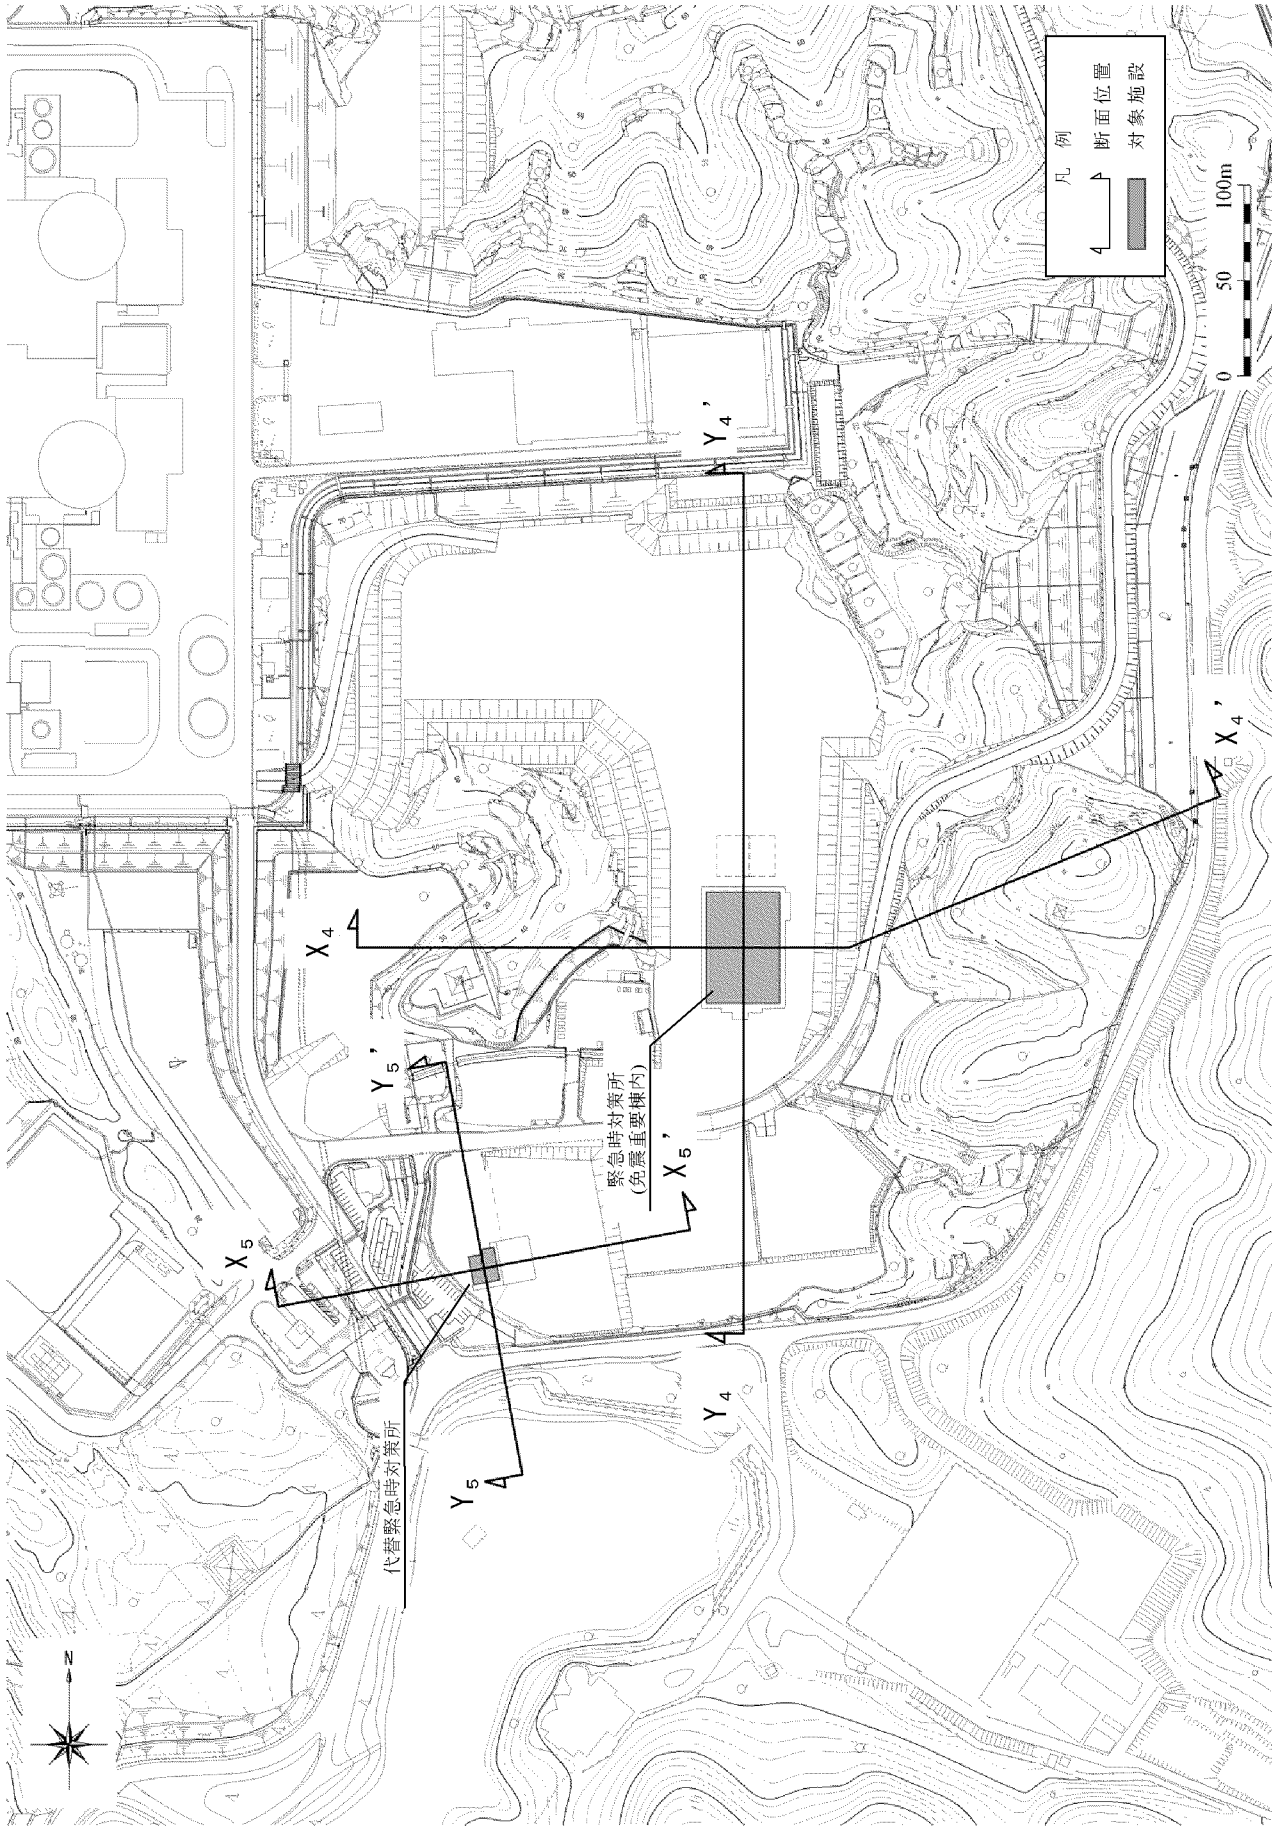 凡 例
断面位置
対象施設
0 50 100m
N
X₄
X₄’
Y₄
Y₄’
X₅
X₅’
Y₅
Y₅’
緊急時対策所
(免震重要棟内)
代替緊急時対策所